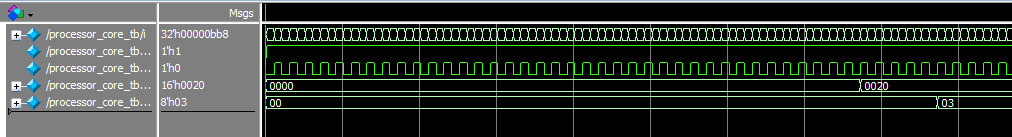 Msgs
/processor_core_tb/i 32'h00000bb8
/processor_core_tb... 1'h1
/processor_core_tb... 1'h0
/processor_core_tb... 16'h0020 0000 0020
/processor_core_tb... 8'h03 00 03